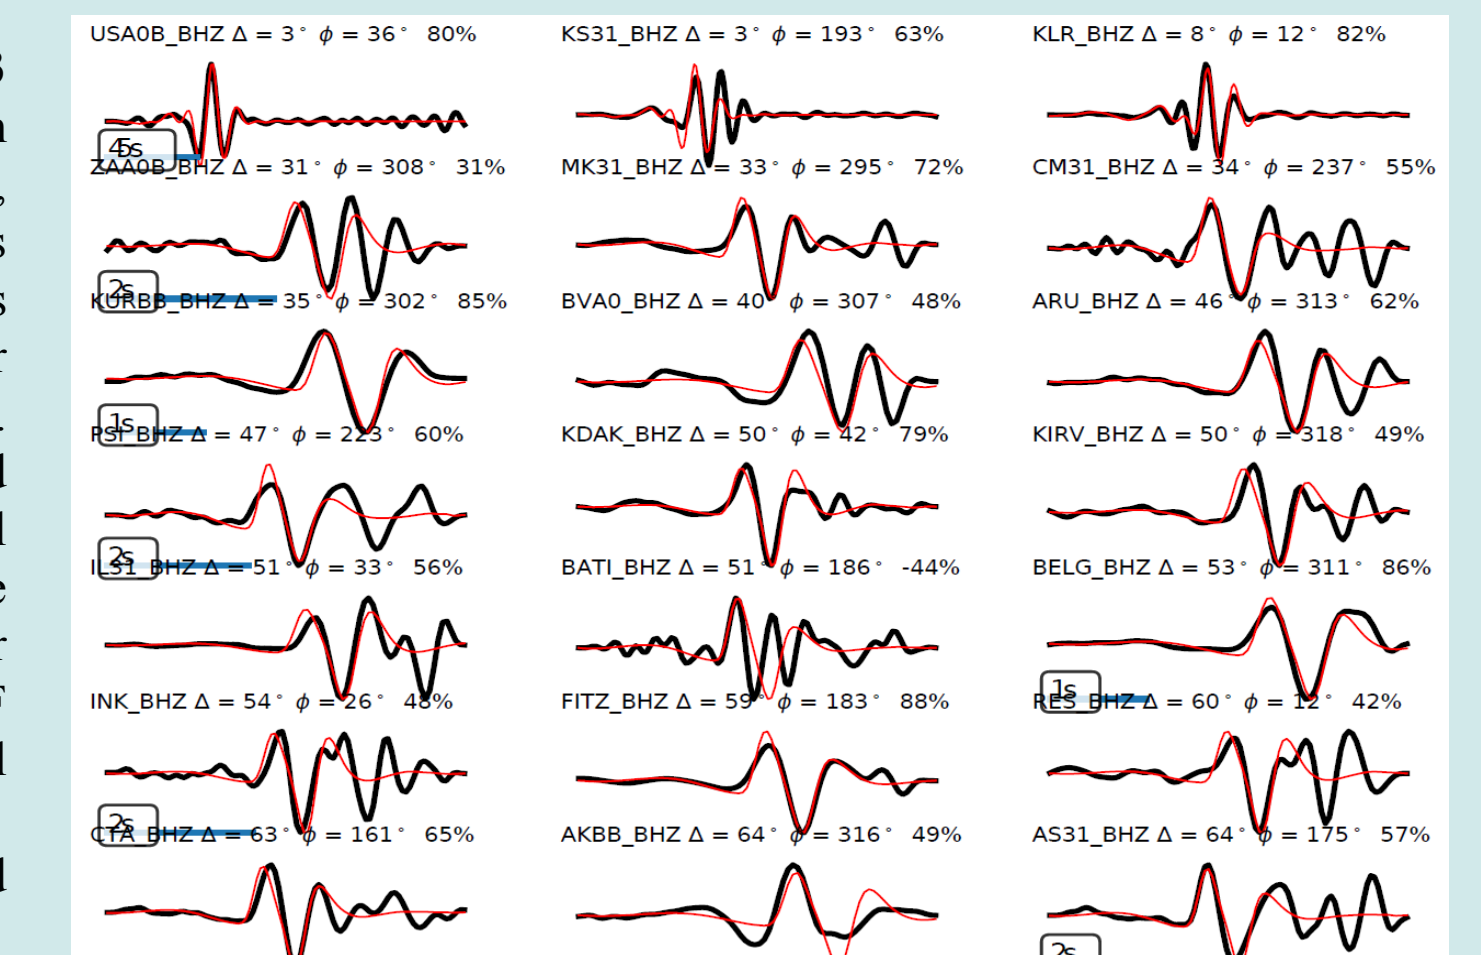 USA0B_BHZ Δ = 3° ϕ = 36° 80%
KS31_BHZ Δ = 3° ϕ = 193° 63%
KLR_BHZ Δ = 8° ϕ = 12° 82%
ZAA0B_BHZ Δ = 31° ϕ = 308° 31%
MK31_BHZ Δ = 33° ϕ = 295° 72%
CM31_BHZ Δ = 34° ϕ = 237° 55%
2s
KURBB_BHZ Δ = 35° ϕ = 302° 85%
BVA0_BHZ Δ = 40° ϕ = 307° 48%
ARU_BHZ Δ = 46° ϕ = 313° 62%
1s
PSI_BHZ Δ = 47° ϕ = 223° 60%
KDAK_BHZ Δ = 50° ϕ = 42° 79%
KIRV_BHZ Δ = 50° ϕ = 318° 49%
2s
IL31_BHZ Δ = 51° ϕ = 33° 56%
BATI_BHZ Δ = 51° ϕ = 186° -44%
BELG_BHZ Δ = 53° ϕ = 311° 86%
INK_BHZ Δ = 54° ϕ = 26° 48%
FITZ_BHZ Δ = 59° ϕ = 183° 88%
1s
RES_BHZ Δ = 60° ϕ = 12° 42%
2s
CTA_BHZ Δ = 63° ϕ = 161° 65%
AKBB_BHZ Δ = 64° ϕ = 316° 49%
AS31_BHZ Δ = 64° ϕ = 175° 57%
2s